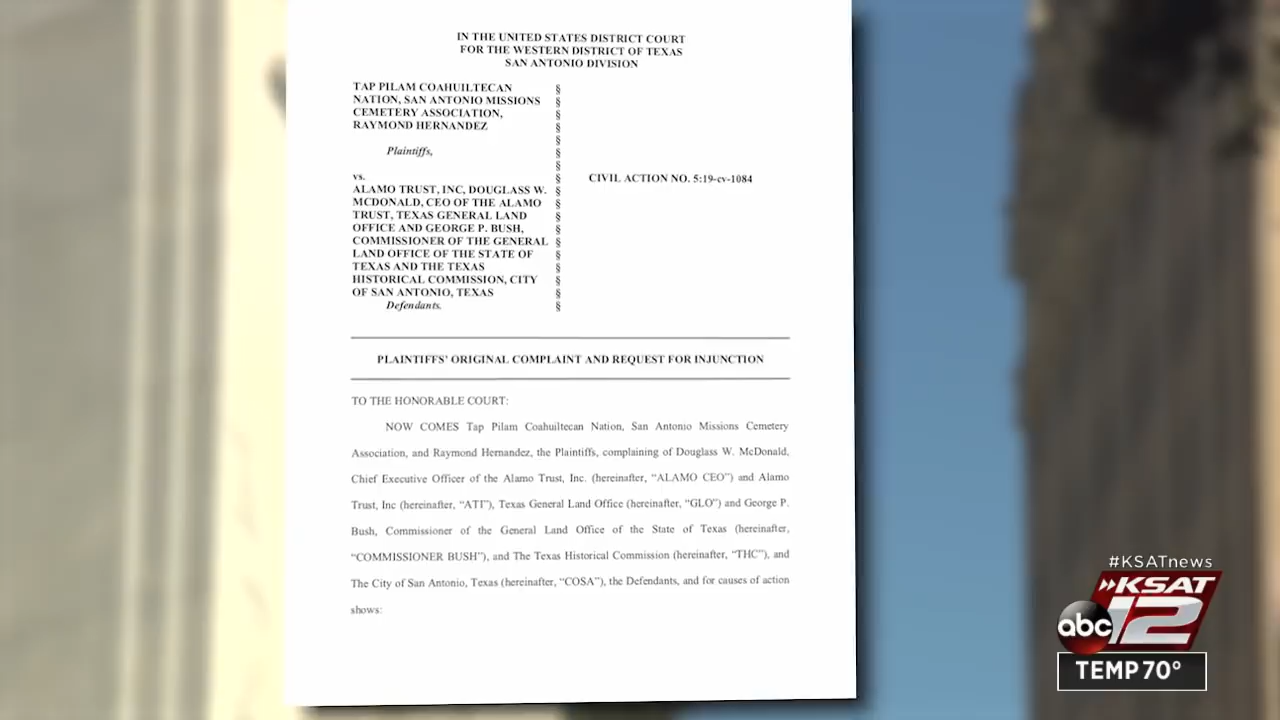 IN THE UNITED STATES DISTRICT COURT
FOR THE WESTERN DISTRICT OF TEXAS
SAN ANTONIO DIVISION
TAP PILAM COAHUILTECAN §
NATION, SAN ANTONIO MISSIONS §
CEMETERY ASSOCIATION, §
RAYMOND HERNANDEZ §
§
Plaintiffs, §
§
vs. § CIVIL ACTION NO. 5:19-cv-1084
ALAMO TRUST, INC, DOUGLASS W. §
MCDONALD, CEO OF THE ALAMO §
TRUST, TEXAS GENERAL LAND §
OFFICE AND GEORGE P. BUSH, §
COMMISSIONER OF THE GENERAL §
LAND OFFICE OF THE STATE OF §
TEXAS AND THE TEXAS §
HISTORICAL COMMISSION, CITY §
OF SAN ANTONIO, TEXAS §
Defendants. §
PLAINTIFFS' ORIGINAL COMPLAINT AND REQUEST FOR INJUNCTION
TO THE HONORABLE COURT:
NOW COMES Tap Pilam Coahuiltecan Nation, San Antonio Missions Cemetery
Association, and Raymond Hernandez, the Plaintiffs, complaining of Douglass W. McDonald,
Chief Executive Officer of the Alamo Trust, Inc. (hereinafter, “ALAMO CEO”) and Alamo
Trust, Inc (hereinafter, “ATI”), Texas General Land Office (hereinafter, “GLO”) and George P.
Bush, Commissioner of the General Land Office of the State of Texas (hereinafter,
“COMMISSIONER BUSH”), and The Texas Historical Commission (hereinafter, “THC”), and
The City of San Antonio, Texas (hereinafter, “COSA”), the Defendants, and for causes of action
shows:
#KSATnews
KSAT
abc 12
TEMP 70°